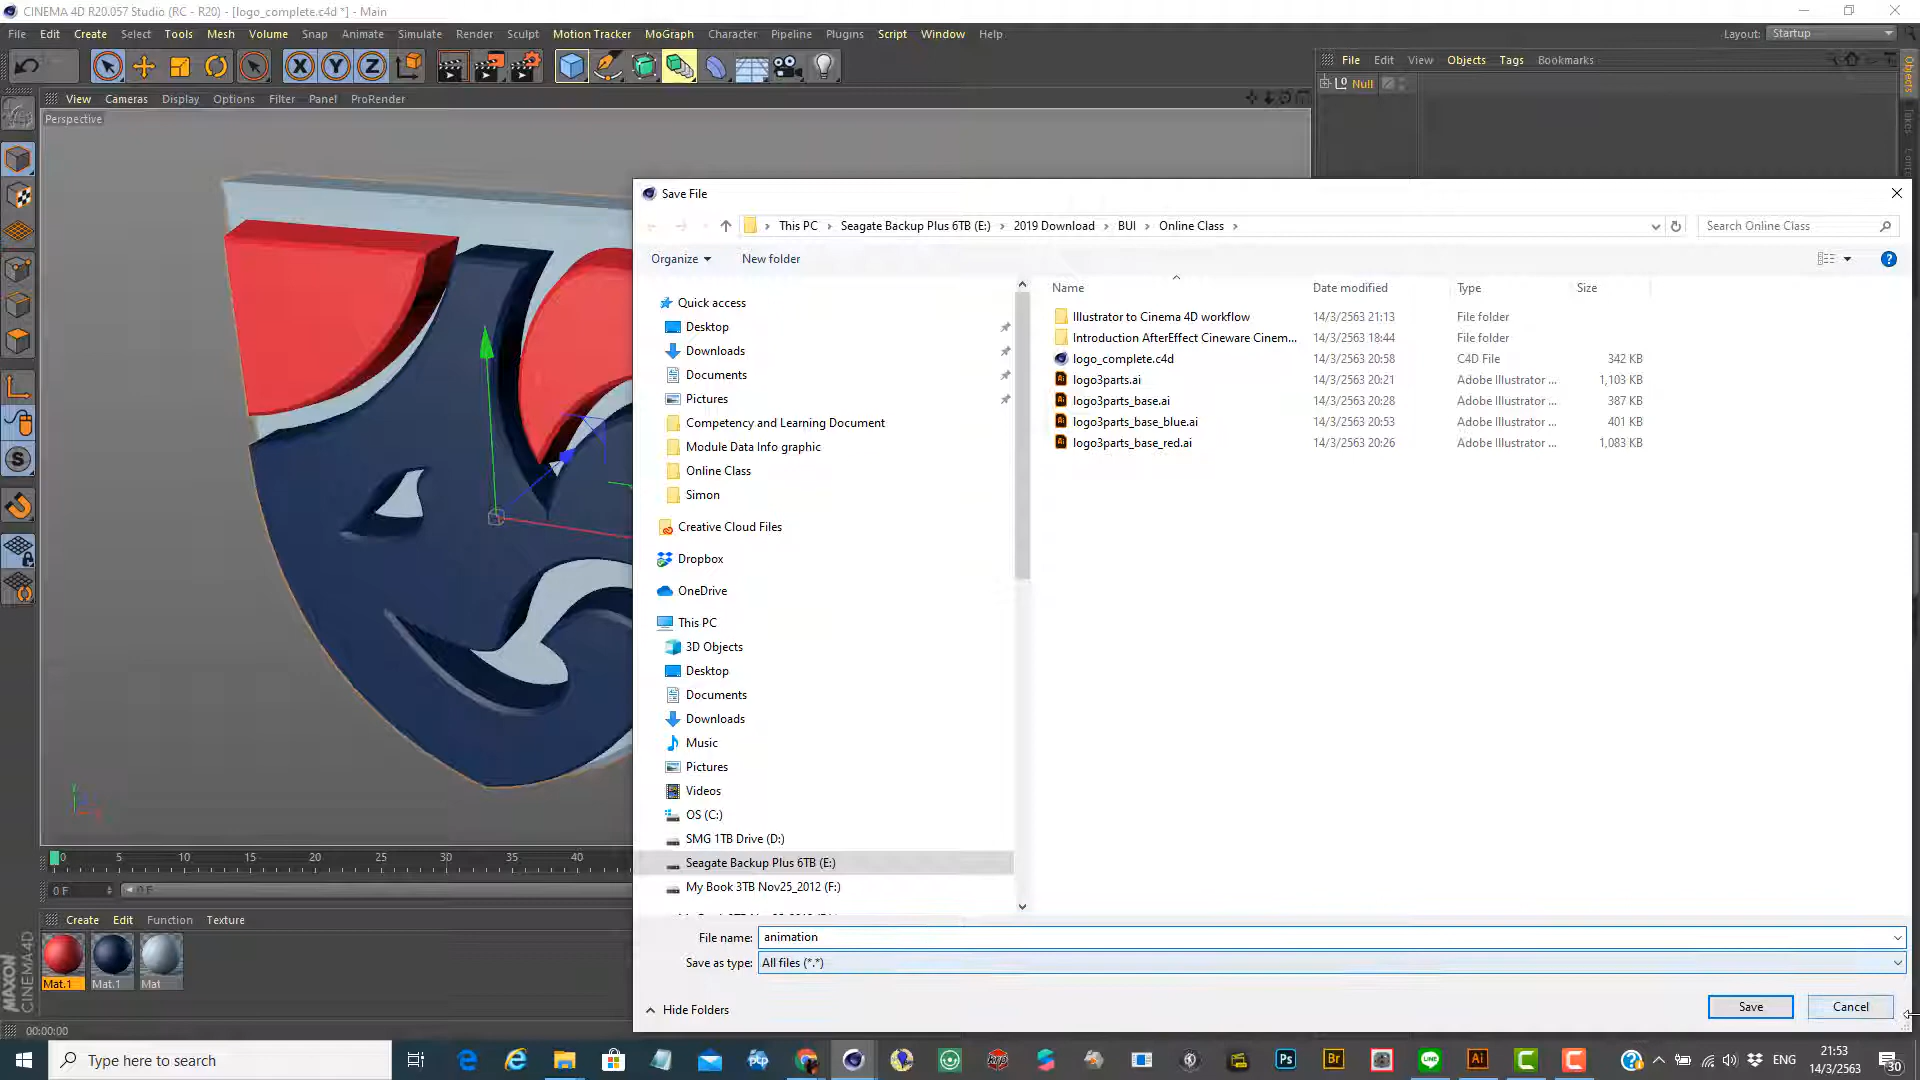 CINEMA 4D R20.057 Studio (RC - R20) - [logo_complete.c4d *] - Main
File Edit Create Select Tools Mesh Volume Snap Animate Simulate Render Sculpt Motion Tracker MoGraph Character Pipeline Plugins Script Window Help
Layout: Startup
X Y Z
File Edit View Objects Tags Bookmarks
Null
Objects
View Cameras Display Options Filter Panel ProRender
Perspective
Save File
This PC Seagate Backup Plus 6TB (E:) 2019 Download BUI Online Class
Search Online Class
Organize New folder
Name Date modified Type Size
Quick access
Desktop
Downloads
Documents
Pictures
Competency and Learning Document
Module Data Info graphic
Online Class
Simon
Creative Cloud Files
Dropbox
OneDrive
This PC
3D Objects
Desktop
Documents
Downloads
Music
Pictures
Videos
OS (C:)
SMG 1TB Drive (D:)
Seagate Backup Plus 6TB (E:)
My Book 3TB Nov25_2012 (F:)
Illustrator to Cinema 4D workflow 14/3/2563 21:13 File folder
Introduction AfterEffect Cineware Cinem... 14/3/2563 18:44 File folder
logo_complete.c4d 14/3/2563 20:58 C4D File 342 KB
logo3parts.ai 14/3/2563 20:21 Adobe Illustrator ... 1,103 KB
logo3parts_base.ai 14/3/2563 20:28 Adobe Illustrator ... 387 KB
logo3parts_base_blue.ai 14/3/2563 20:53 Adobe Illustrator ... 401 KB
logo3parts_base_red.ai 14/3/2563 20:26 Adobe Illustrator ... 1,083 KB
File name: animation
Save as type: All files (*.*)
Hide Folders
Save Cancel
0 5 10 15 20 25 30 35 40
0 F 0 F
Create Edit Function Texture
Mat.1 Mat.1 Mat
MAXON CINEMA 4D
00:00:00
Type here to search
ENG
21:53
14/3/2563
30